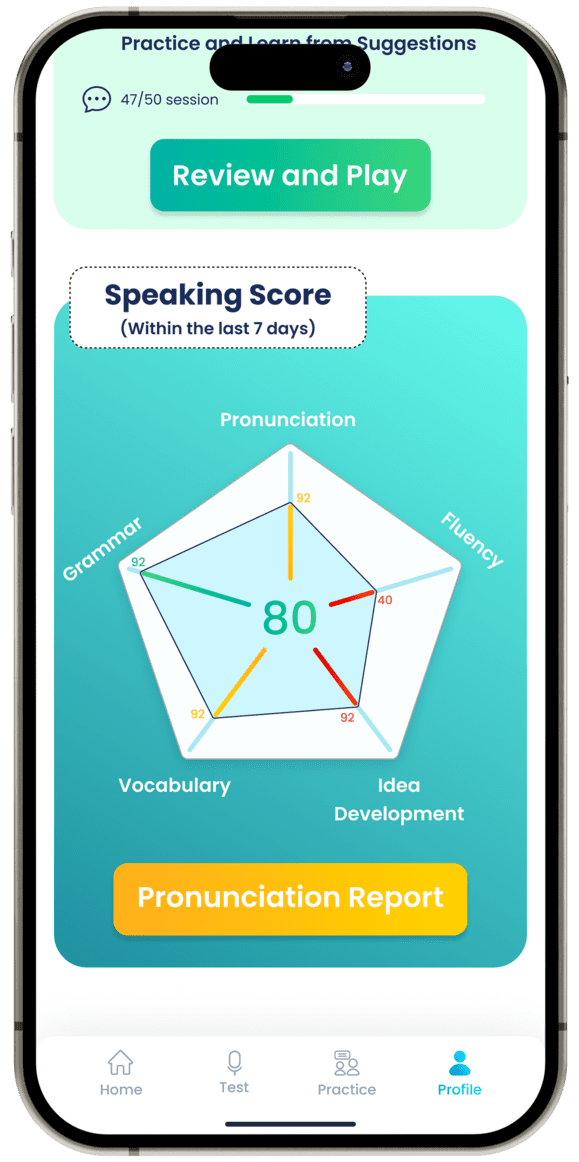 Practice and Learn from Suggestions
47/50 session
Review and Play
Speaking Score
(Within the last 7 days)
Pronunciation
92
Grammar
92
Fluency
40
80
92
92
Vocabulary
Idea
Development
Pronunciation Report
Home
Test
Practice
Profile